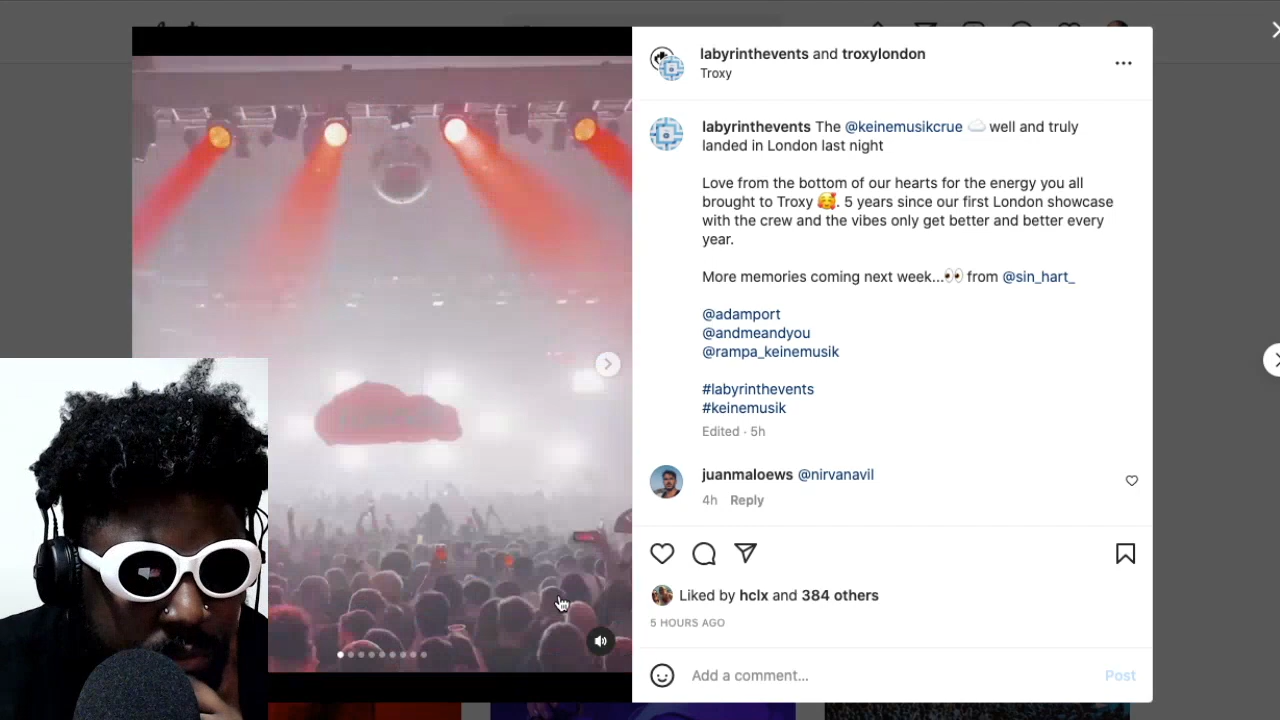 labyrinthevents and troxylondon
Troxy
labyrinthevents The @keinemusikcrue ☁️ well and truly
landed in London last night
Love from the bottom of our hearts for the energy you all
brought to Troxy 🥰. 5 years since our first London showcase
with the crew and the vibes only get better and better every
year.
More memories coming next week...👀 from @sin_hart_
@adamport
@andmeandyou
@rampa_keinemusik
#labyrinthevents
#keinemusik
Edited · 5h
juanmaloews @nirvanavil
4h Reply
Liked by hclx and 384 others
5 HOURS AGO
Add a comment...
Post